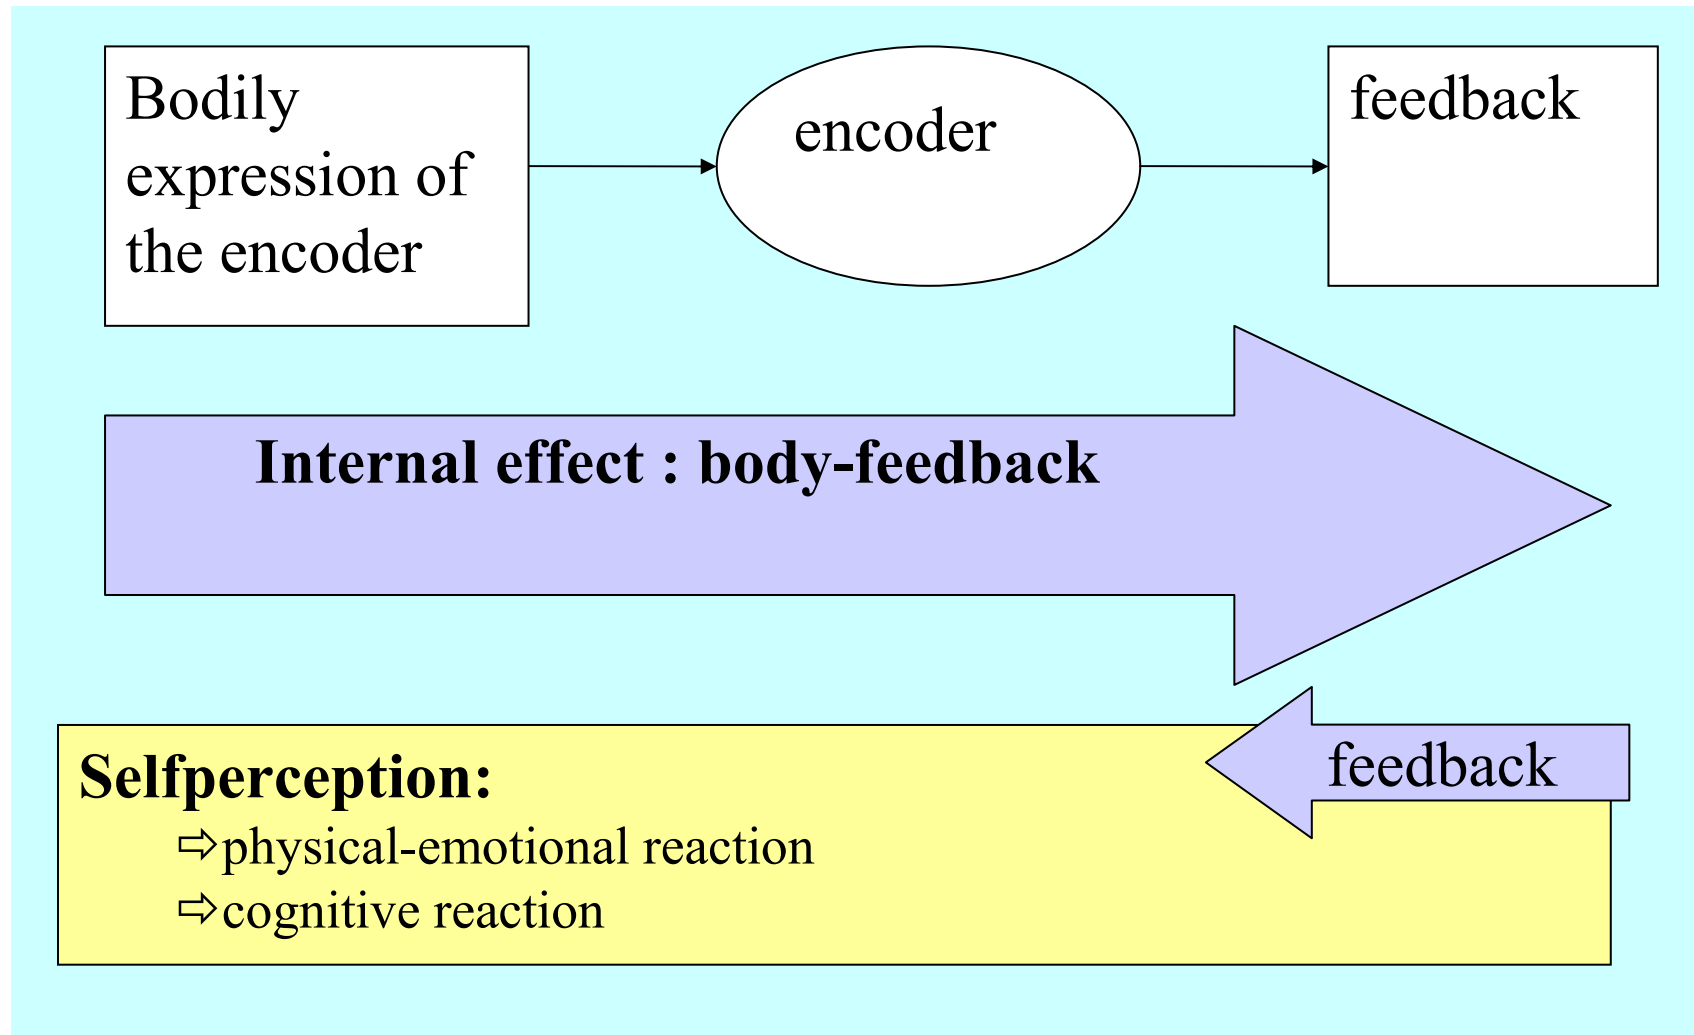 Bodily
expression of
the encoder
encoder
feedback
Internal effect : body-feedback
Selfperception:
⇨physical-emotional reaction
⇨cognitive reaction
feedback